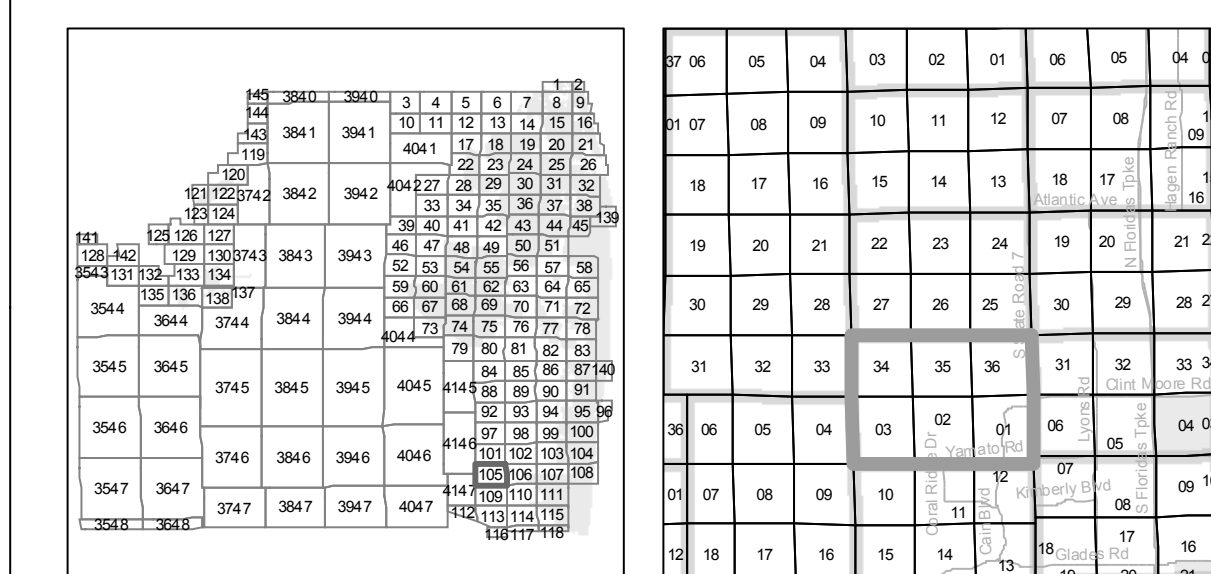 1 2
145 3840 3940 3 4 5 6 7 8 9
144 10 11 12 13 14 15 16
143 3841 3941 17 18 19 20 21
119 4041 22 23 24 25 26
120
121 122 3742 3842 3942 4042 27 28 29 30 31 32
123 124 33 34 35 36 37 38 139
125 126 127 39 40 41 42 43 44 45
141
128 142 129 130 3743 3843 3943 46 47 48 49 50 51
3543 131 132 133 134 52 53 54 55 56 57 58
135 136 138 137 59 60 61 62 63 64 65
3544 3644 3744 3844 3944 66 67 68 69 70 71 72
4044 73 74 75 76 77 78
79 80 81 82 83
3545 3645 84 85 86 87 140
3745 3845 3945 4045 4145 88 89 90 91
92 93 94 95 96
3546 3646 97 98 99 100
3746 3846 3946 4046 4146 101 102 103 104
105 106 107 108
3547 3647 4147 109 110 111
3747 3847 3947 4047 112 113 114 115
3548 3648 116 117 118
37 06 05 04 03 02 01 06 05 04
01 07 08 09 10 11 12 07 08 09
Hagen Ranch Rd
18 17 16 15 14 13 18 17 16
Atlantic Ave
N Floridas Tpke
19 20 21 22 23 24 19 20 21
S State Road 7
30 29 28 27 26 25 30 29 28
31 32 33 34 35 36 31 32 33
Clint Moore Rd
Lyons Rd
36 06 05 04 03 02 01 06 05 04
Yamato Rd
S Floridas Tpke
Coral Ridge Dr
01 07 08 09 10 11 12 07 08 09
Kimberly Blvd
Cain Blvd
12 18 17 16 15 14 13 18 17 16
Glades Rd